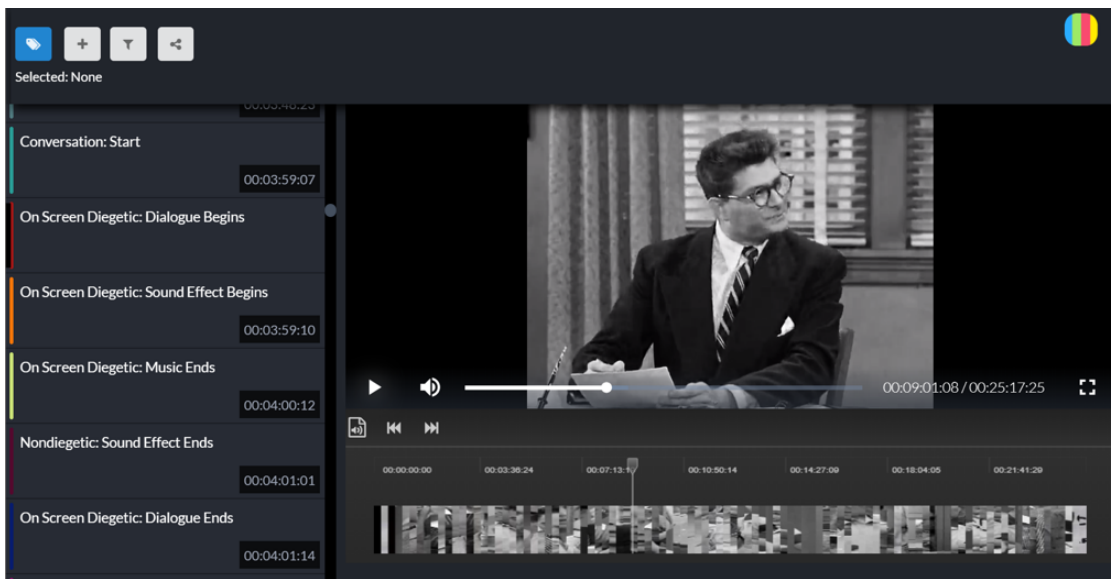 Selected: None
00:03:48:23
Conversation: Start
00:03:59:07
On Screen Diegetic: Dialogue Begins
On Screen Diegetic: Sound Effect Begins
00:03:59:10
On Screen Diegetic: Music Ends
00:04:00:12
Nondiegetic: Sound Effect Ends
00:04:01:01
On Screen Diegetic: Dialogue Ends
00:04:01:14
00:09:01:08 / 00:25:17:25
00:00:00:00
00:03:36:24
00:10:50:14
00:14:27:09
00:18:04:05
00:21:41:29